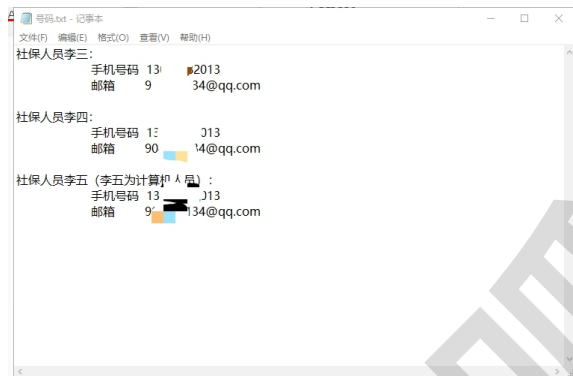 号码.txt - 记事本
文件(F) 编辑(E) 格式(O) 查看(V) 帮助(H)
社保人员李三:
手机号码 13 2013
邮箱 9 34@qq.com
社保人员李四:
手机号码 13 013
邮箱 90 4@qq.com
社保人员李五（李五为计算机人员）:
手机号码 13 013
邮箱 9 134@qq.com